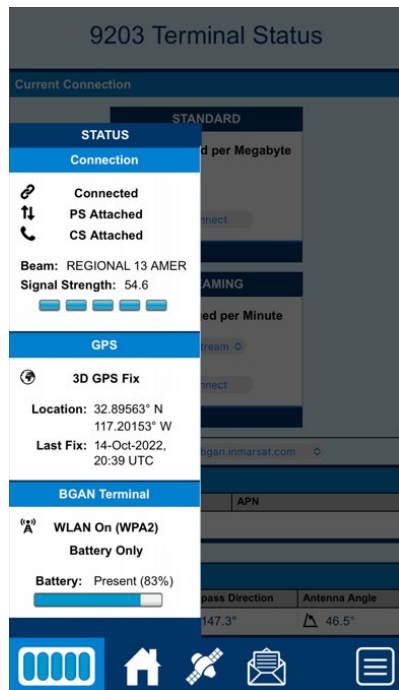 9203 Terminal Status
Current Connection
STANDARD
d per Megabyte
nnect
AMING
ed per Minute
tream
nnect
bgan.inmarsat.com
APN
pass Direction
Antenna Angle
147.3°
46.5°
STATUS
Connection
Connected
PS Attached
CS Attached
Beam: REGIONAL 13 AMER
Signal Strength: 54.6
GPS
3D GPS Fix
Location: 32.89563° N
117.20153° W
Last Fix: 14-Oct-2022,
20:39 UTC
BGAN Terminal
WLAN On (WPA2)
Battery Only
Battery: Present (83%)